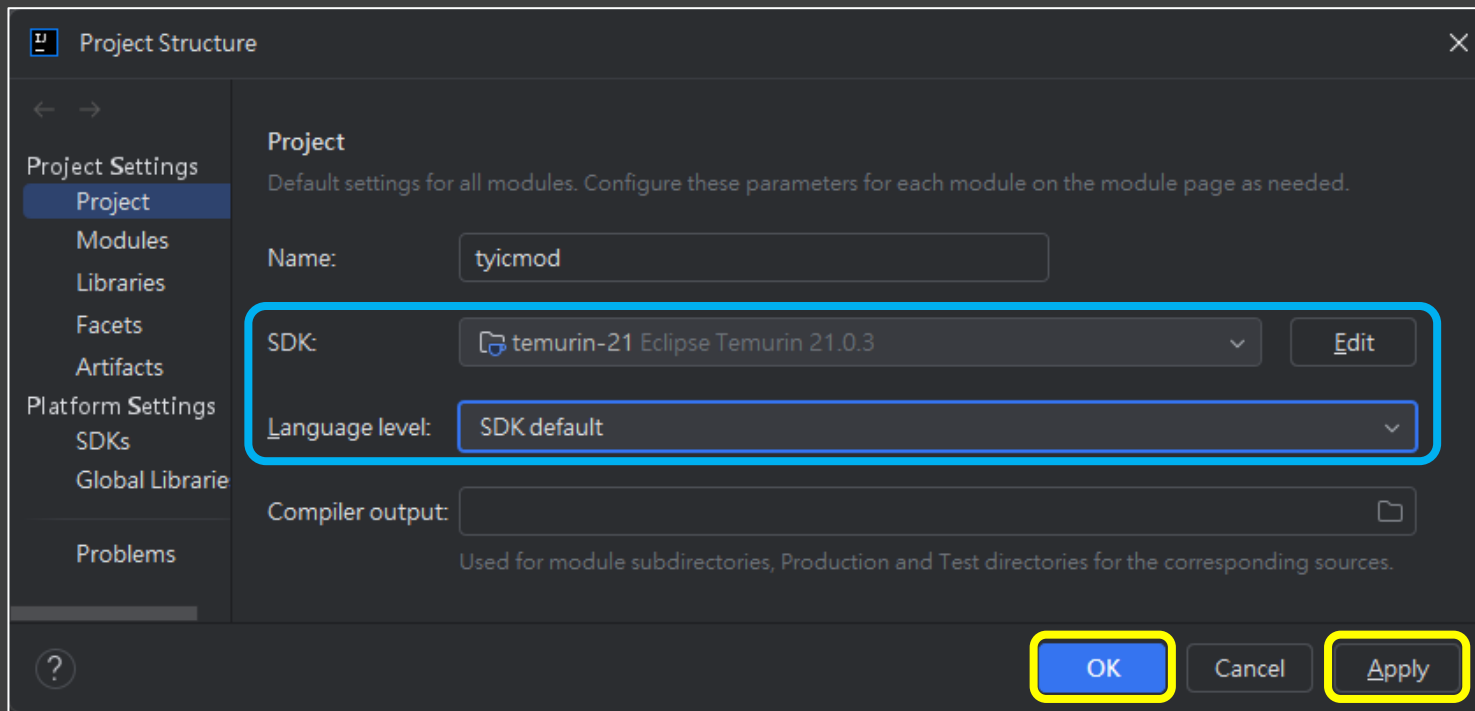 Project Structure
Project Settings
Project
Modules
Libraries
Facets
Artifacts
Platform Settings
SDKs
Global Librarie
Problems
Project
Default settings for all modules. Configure these parameters for each module on the module page as needed.
Name: tyicmod
SDK: temurin-21 Eclipse Temurin 21.0.3 Edit
Language level: SDK default
Compiler output:
Used for module subdirectories, Production and Test directories for the corresponding sources.
? OK Cancel Apply